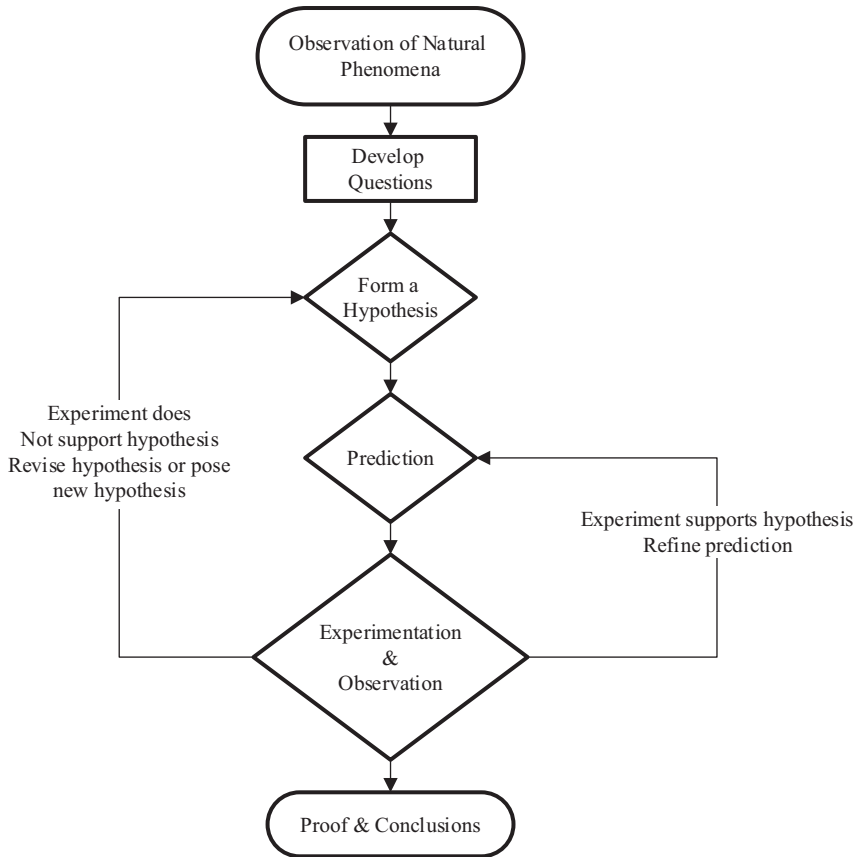 Observation of Natural
Phenomena
Develop
Questions
Form a
Hypothesis
Experiment does
Not support hypothesis
Revise hypothesis or pose
new hypothesis
Prediction
Experiment supports hypothesis
Refine prediction
Experimentation
&
Observation
Proof & Conclusions